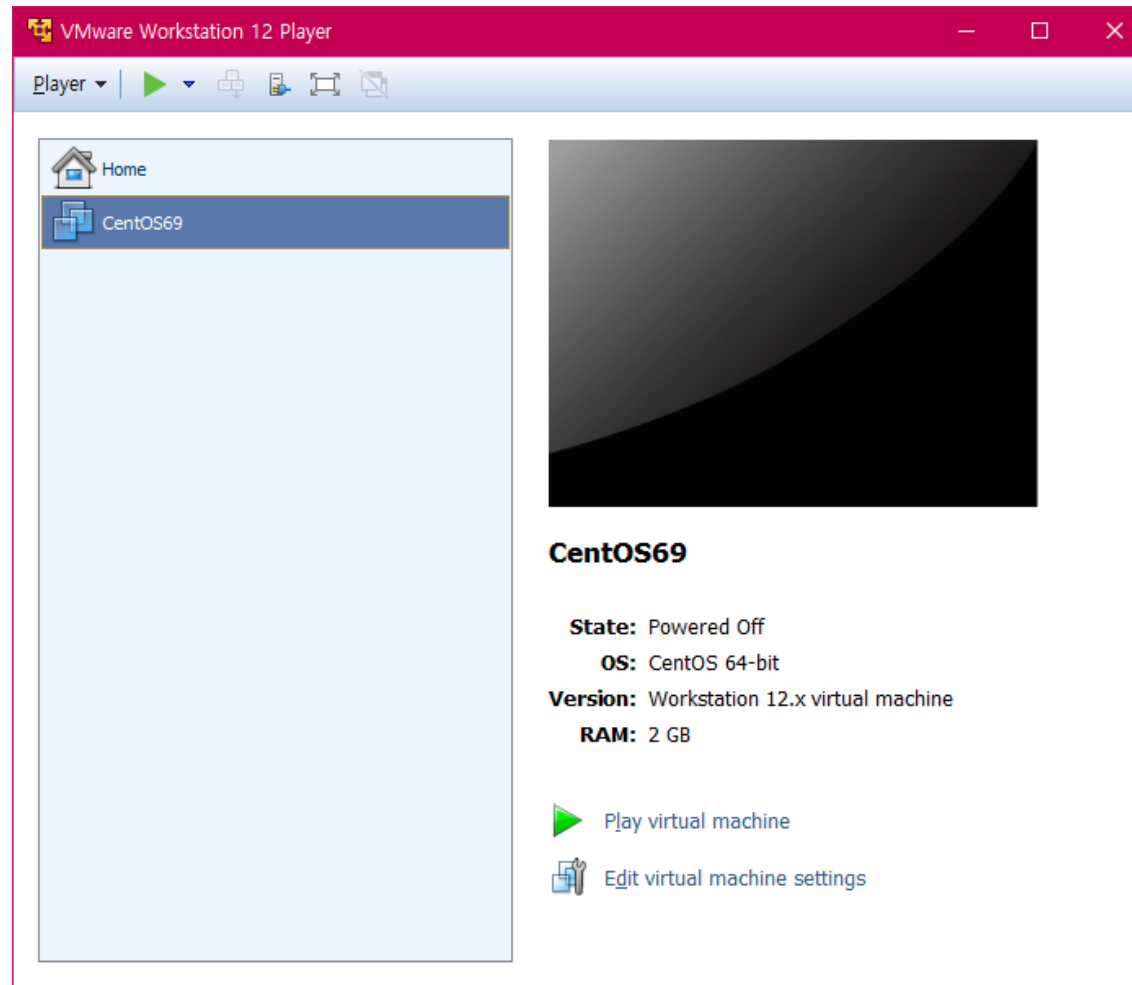 VMware Workstation 12 Player
Player
Home
CentOS69
CentOS69
State: Powered Off
OS: CentOS 64-bit
Version: Workstation 12.x virtual machine
RAM: 2 GB
Play virtual machine
Edit virtual machine settings